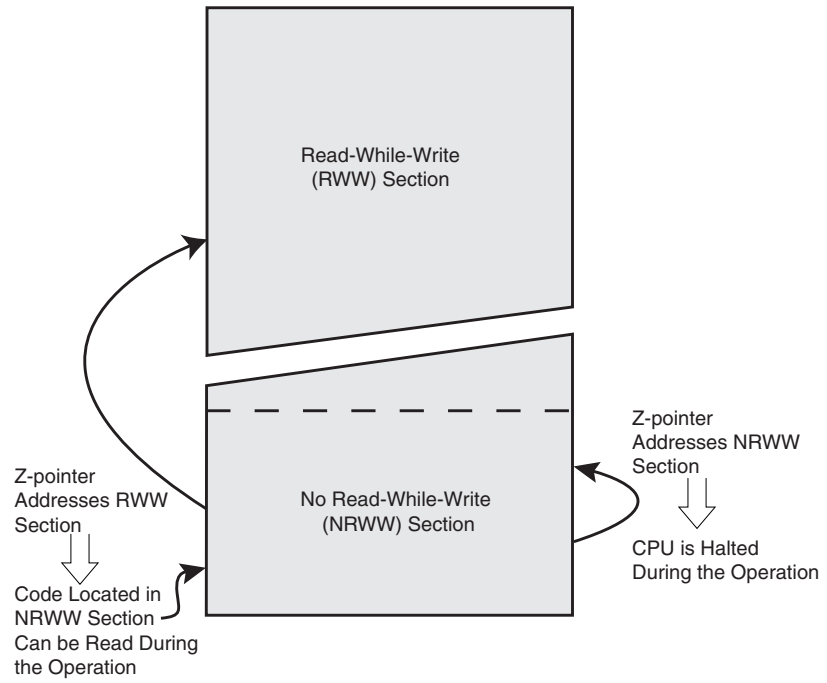 Read-While-Write
(RWW) Section
Z-pointer
Addresses NRWW
Section
Z-pointer
Addresses RWW
Section
No Read-While-Write
(NRWW) Section
CPU is Halted
During the Operation
Code Located in
NRWW Section
Can be Read During
the Operation